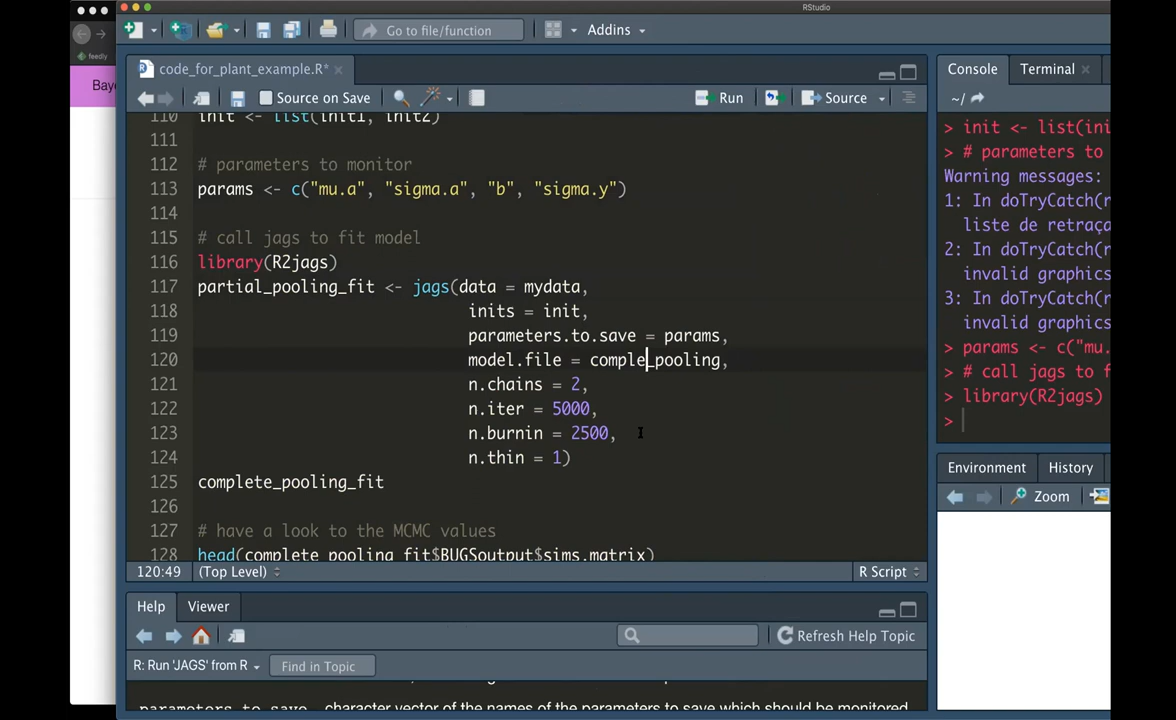 RStudio
Go to file/function
Addins
feedly
code_for_plant_example.R*
Source on Save
Run
Source
110 init <- list(init1, init2)
111
112 # parameters to monitor
113 params <- c("mu.a", "sigma.a", "b", "sigma.y")
114
115 # call jags to fit model
116 library(R2jags)
117 partial_pooling_fit <- jags(data = mydata,
118 inits = init,
119 parameters.to.save = params,
120 model.file = comple_pooling,
121 n.chains = 2,
122 n.iter = 5000,
123 n.burnin = 2500,
124 n.thin = 1)
125 complete_pooling_fit
126
127 # have a look to the MCMC values
128 head(complete_pooling_fit$BUGSoutput$sims.matrix)
120:49 (Top Level) R Script
Help Viewer
Refresh Help Topic
R: Run 'JAGS' from R Find in Topic
parameters.to.save character vector of the names of the parameters to save which should be monitored
Console Terminal
~/
> init <- list(ini
> # parameters to
Warning messages:
1: In doTryCatch(r
liste de retraça
2: In doTryCatch(r
invalid graphics
3: In doTryCatch(r
invalid graphics
> params <- c("mu.
> # call jags to f
> library(R2jags)
>
Environment History
Zoom